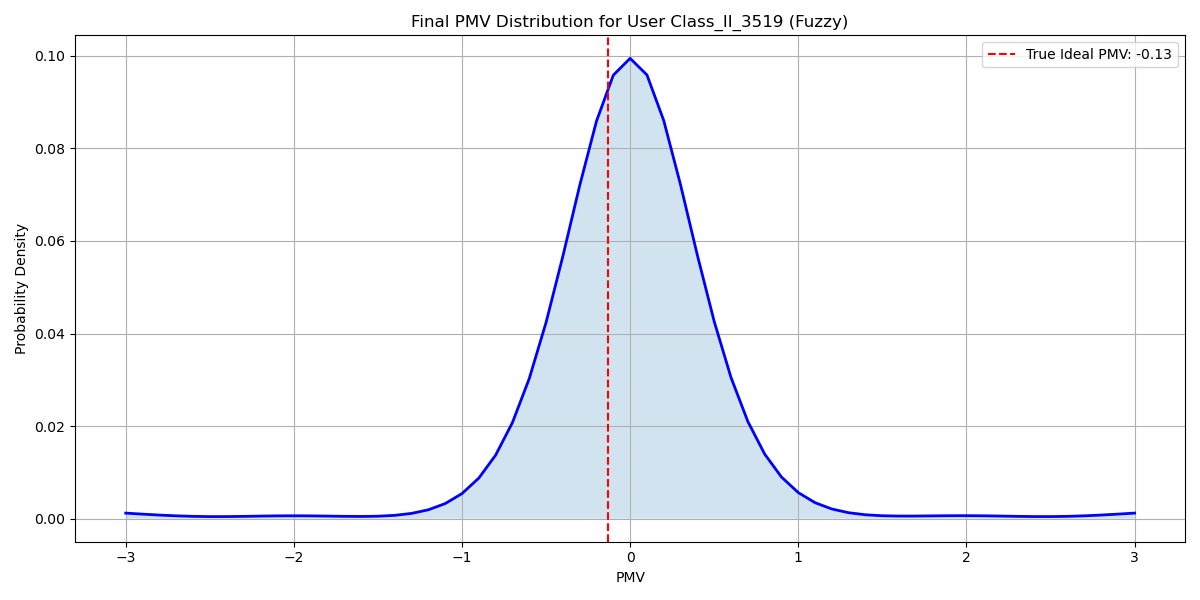 Final PMV Distribution for User Class_II_3519 (Fuzzy)
True Ideal PMV: -0.13
Probability Density
0.10
0.08
0.06
0.04
0.02
0.00
−3 −2 −1 0 1 2 3
PMV